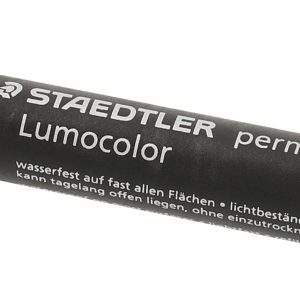 STAEDTLER
Lumocolor perm
wasserfest auf fast allen Flächen · lichtbestän
kann tagelang offen liegen, ohne einzutrockn